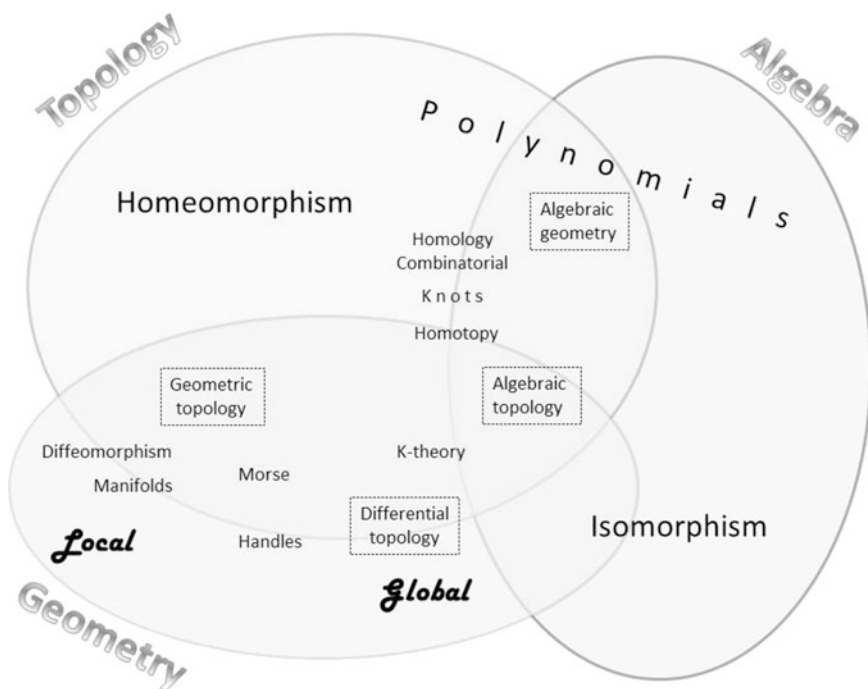 Topology
Algebra
Polynomials
Homeomorphism
Algebraic
geometry
Homology
Combinatorial
Knots
Homotopy
Geometric
topology
Algebraic
topology
Diffeomorphism
K-theory
Manifolds
Morse
Differential
topology
Isomorphism
Local
Handles
Global
Geometry